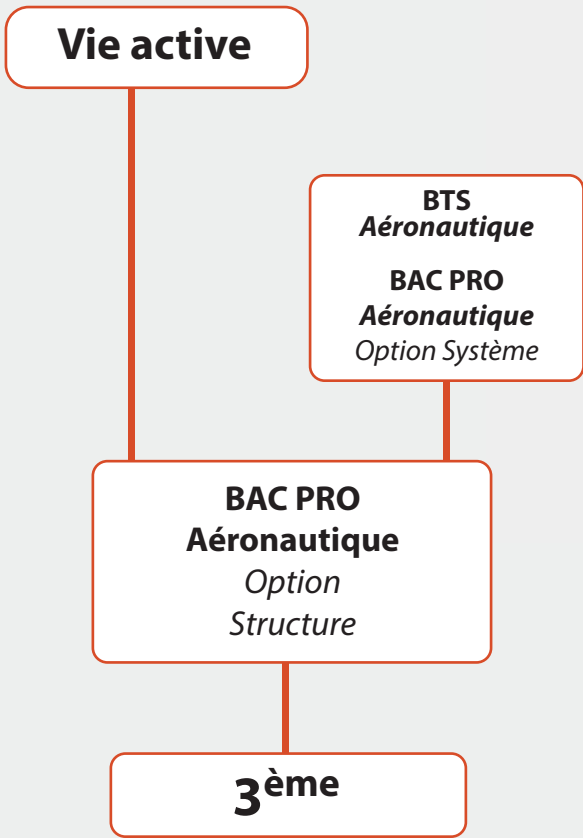 Vie active
BTS
Aéronautique
BAC PRO
Aéronautique
Option Système
BAC PRO
Aéronautique
Option
Structure
3ème